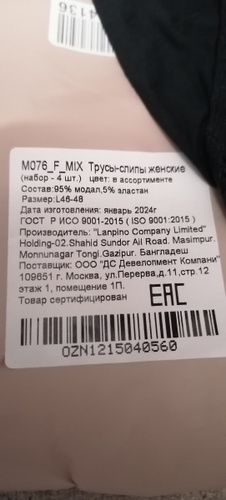 4136
M076_F_MIX Трусы-слипы женские
(набор - 4 шт.) цвет: в ассортименте
Состав:95% модал,5% эластан
Размер:L46-48
Дата изготовления: январь 2024г
ГОСТ Р ИСО 9001-2015 ( ISO 9001:2015 )
Производитель: "Lanpino Company Limited"
Holding-02.Shahid Sundor Ail Road. Masimpur.
Monnunagar Tongi.Gazipur. Бангладеш
Поставщик: ООО "ДС Девелопмент Компани"
109651 г. Москва, ул.Перерва,д.11,стр.12
этаж 1, помещение 1П.
Товар сертифицирован EAC
OZN1215040560